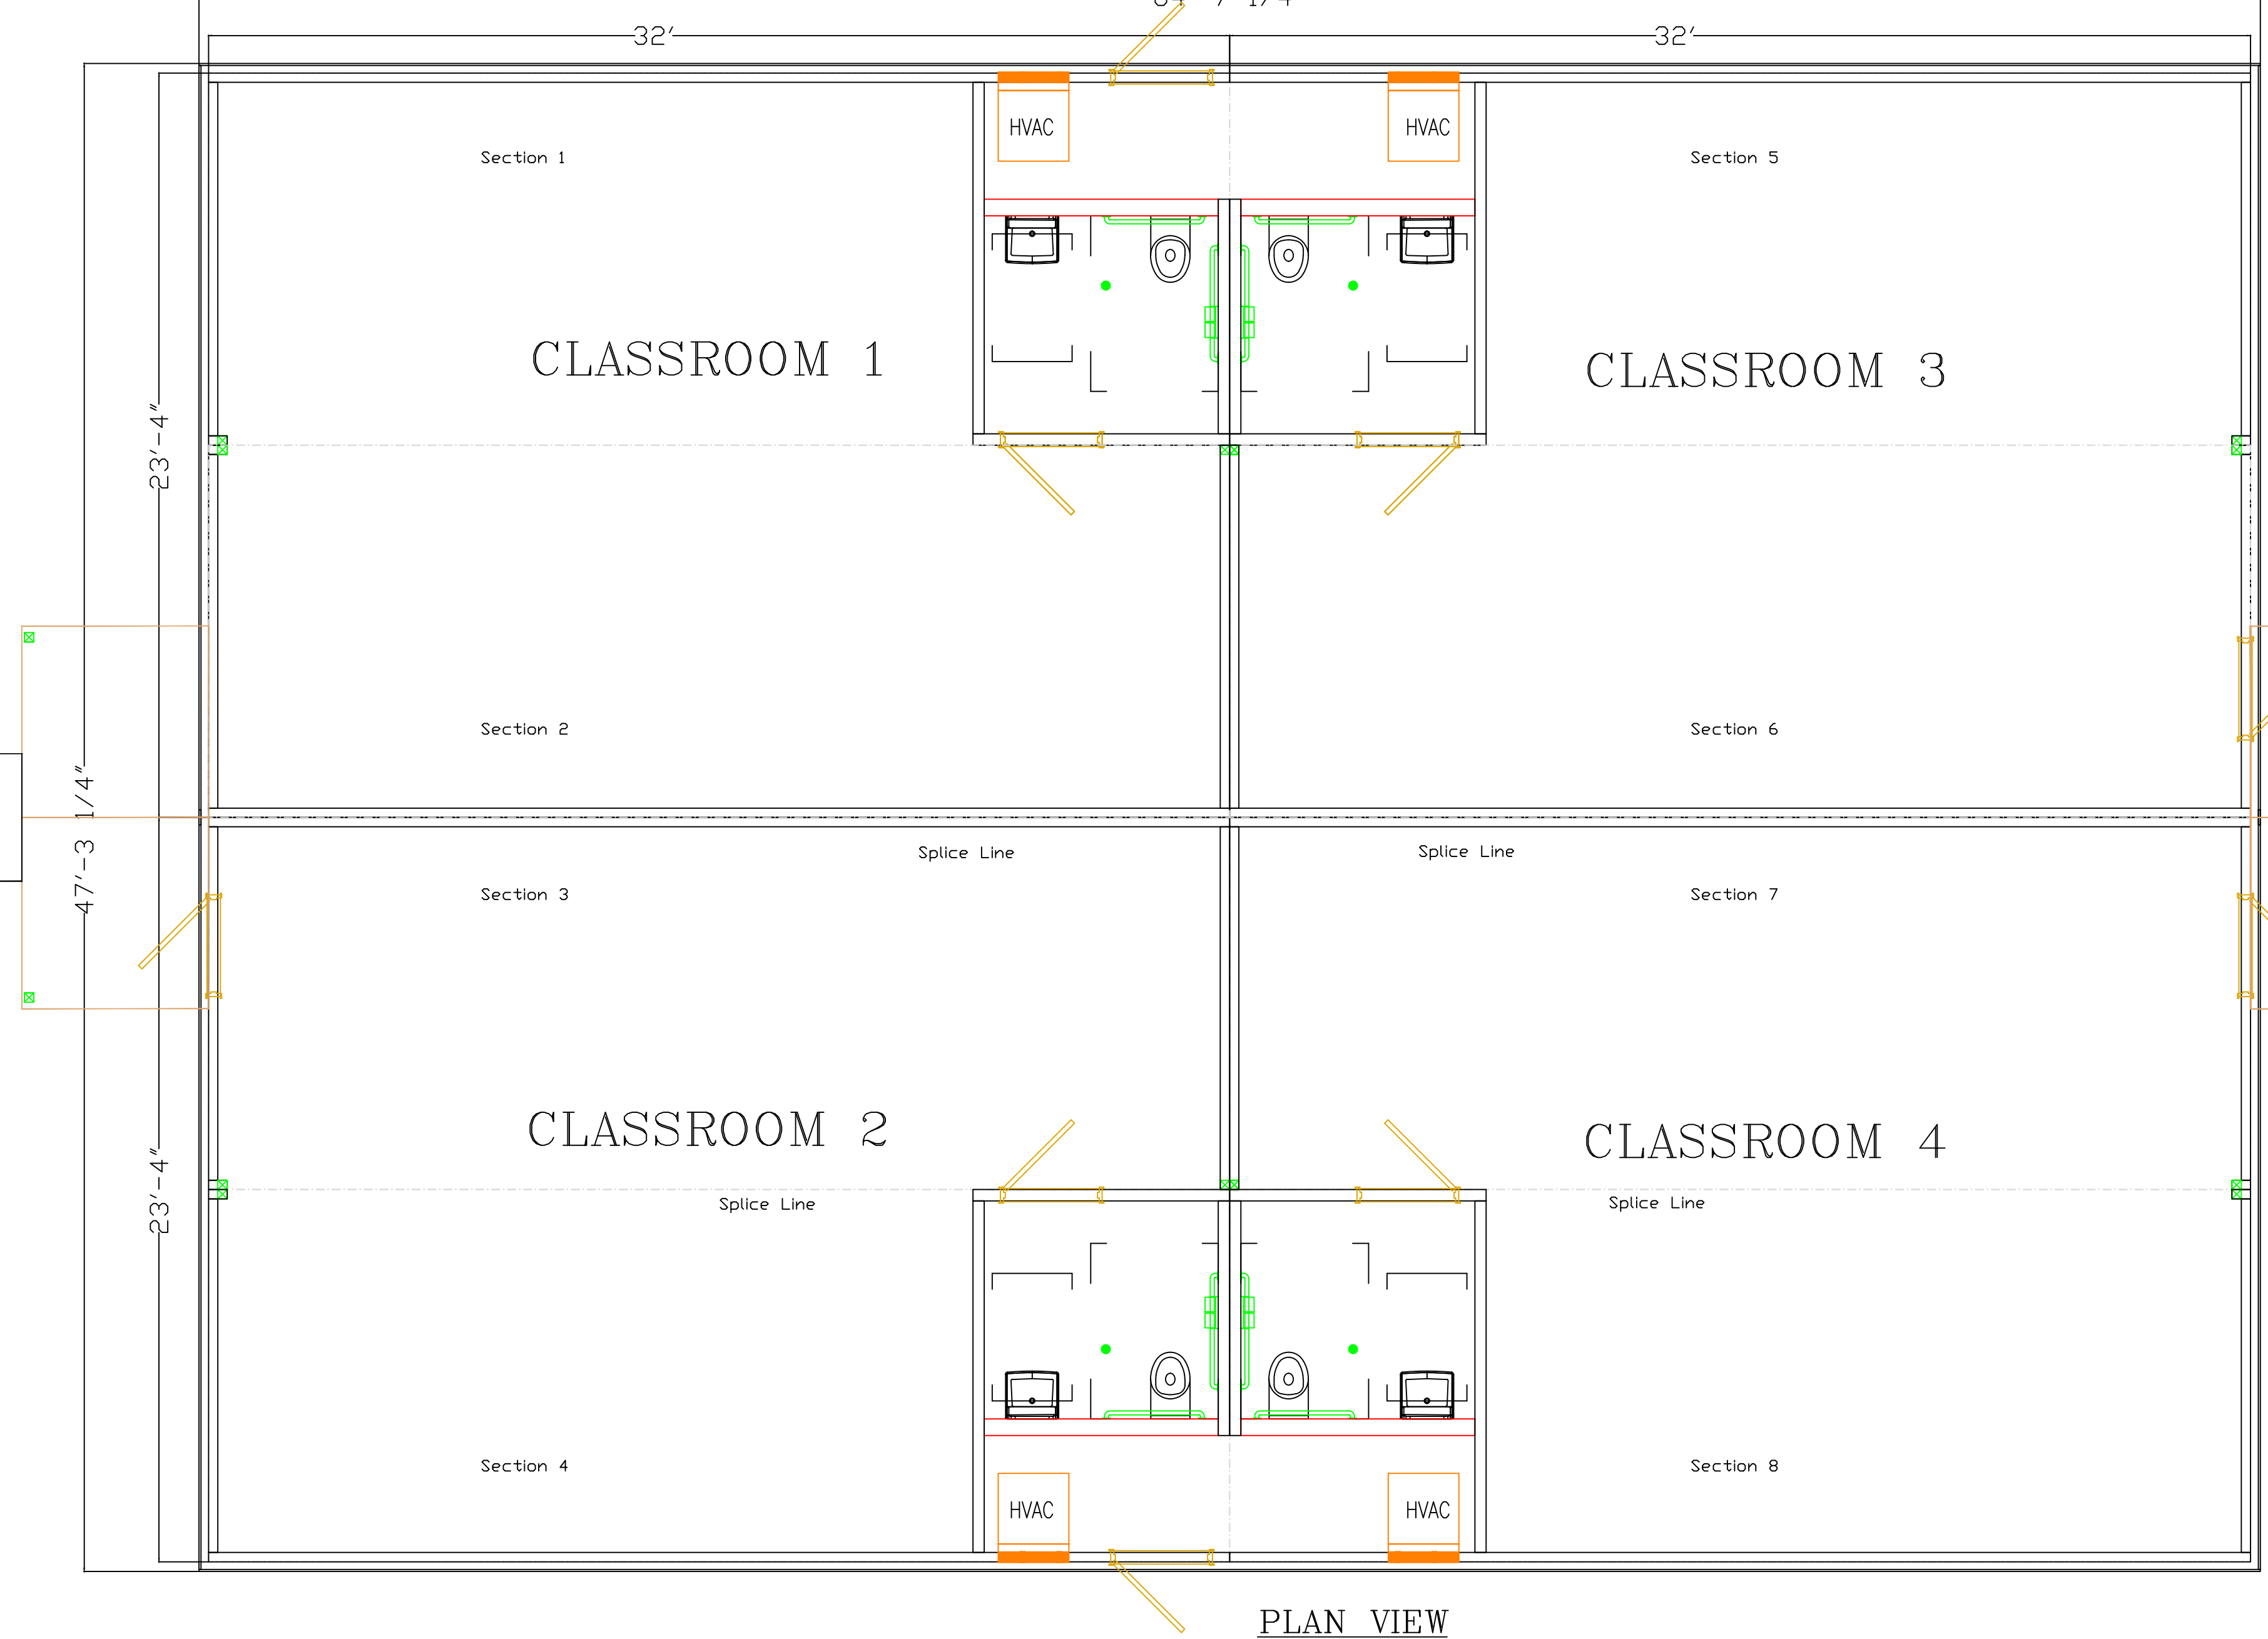 32'
32'
HVAC
HVAC
Section 1
Section 5
CLASSROOM 1
CLASSROOM 3
23'-4"
Section 2
Section 6
47'-3 1/4"
Splice Line
Splice Line
Section 3
Section 7
CLASSROOM 2
CLASSROOM 4
23'-4"
Splice Line
Splice Line
Section 4
Section 8
HVAC
HVAC
PLAN VIEW